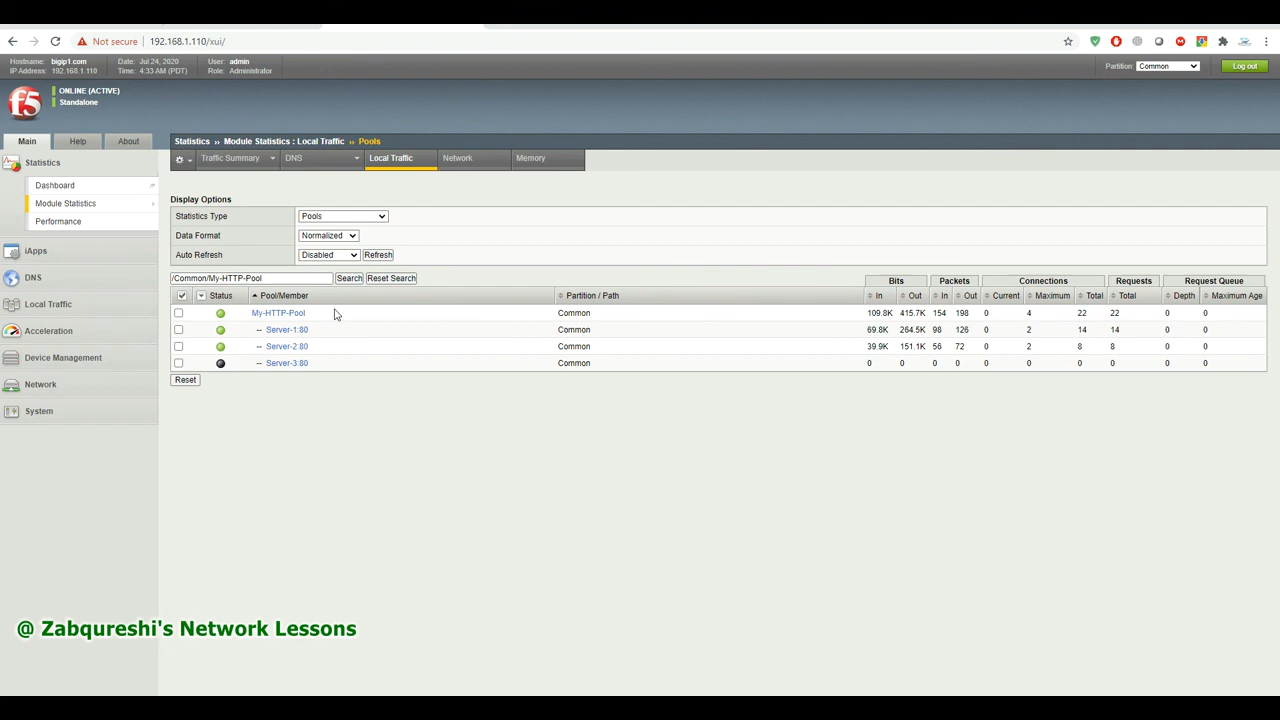 Not secure 192.168.1.110/xui/
Hostname: bigip1.com Date: Jul 24, 2020 User: admin
IP Address: 192.168.1.110 Time: 4:33 AM (PDT) Role: Administrator
Partition: Common Log out
f5
ONLINE (ACTIVE)
Standalone
Main Help About
Statistics ›› Module Statistics : Local Traffic ›› Pools
Traffic Summary DNS Local Traffic Network Memory
Statistics
Dashboard
Module Statistics
Performance
iApps
DNS
Local Traffic
Acceleration
Device Management
Network
System
Display Options
Statistics Type Pools
Data Format Normalized
Auto Refresh Disabled Refresh
/Common/My-HTTP-Pool Search Reset Search
Bits Packets Connections Requests Request Queue
Status Pool/Member Partition / Path In Out In Out Current Maximum Total Total Depth Maximum Age
My-HTTP-Pool Common 109.8K 415.7K 154 198 0 4 22 22 0 0
-- Server-1:80 Common 69.8K 264.5K 98 126 0 2 14 14 0 0
-- Server-2:80 Common 39.9K 151.1K 56 72 0 2 8 8 0 0
-- Server-3:80 Common 0 0 0 0 0 0 0 0 0 0
Reset
@ Zabqureshi's Network Lessons